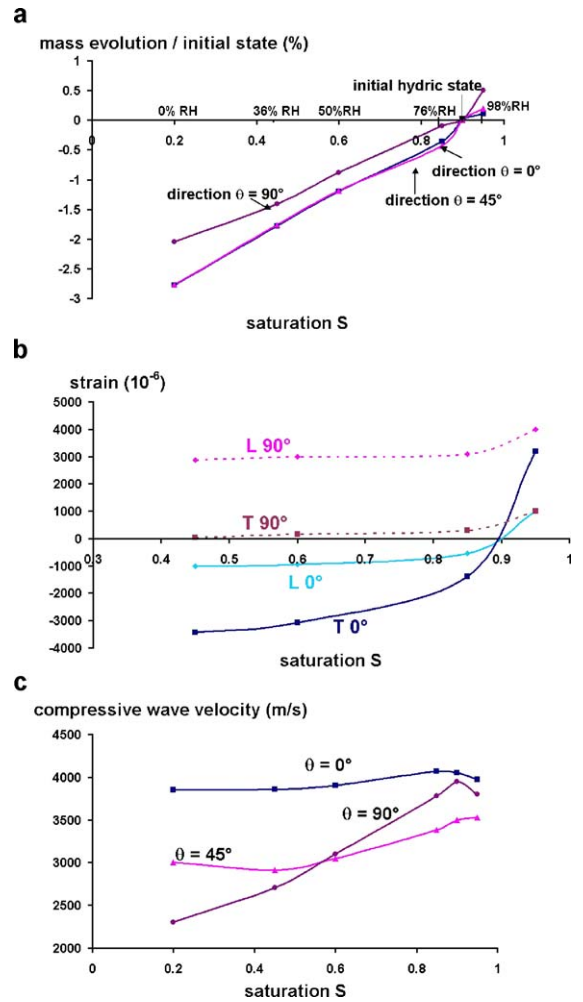 a
mass evolution / initial state (%)
1
initial hydric state
0.5
0% RH 36% RH 50%RH 76%RH 98%RH
0
0 0.2 0.4 0.6 0.8 1
-0.5
direction θ = 0°
-1
direction θ = 90°
direction θ = 45°
-1.5
-2
-2.5
-3
saturation S
b
strain (10⁻⁶)
5000
4000
L 90°
3000
2000
1000
T 90°
0
0.3 0.4 0.5 0.6 0.7 0.8 0.9 1
-1000
L 0°
-2000
-3000
T 0°
-4000
saturation S
c
compressive wave velocity (m/s)
4500
θ = 0°
4000
θ = 90°
3500
θ = 45°
3000
2500
2000
0 0.2 0.4 0.6 0.8 1
saturation S